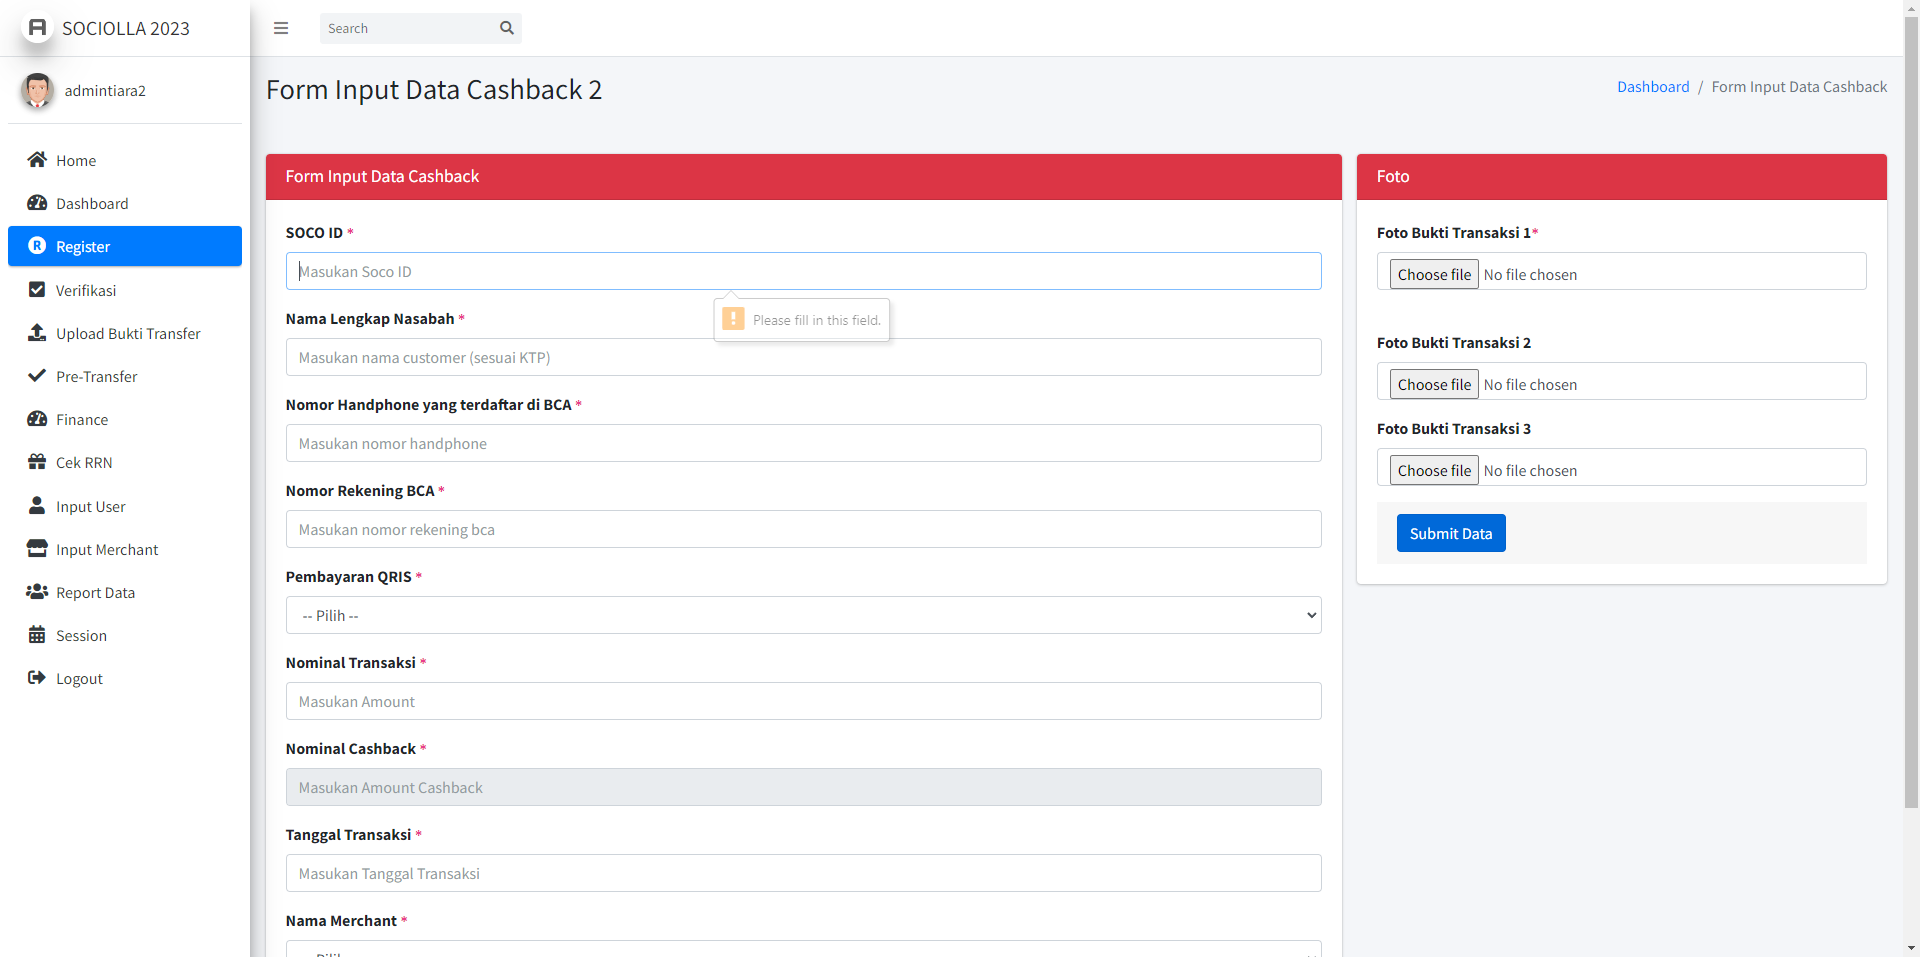 SOCIOLLA 2023
Search
admintiara2
Home
Dashboard
Register
Verifikasi
Upload Bukti Transfer
Pre-Transfer
Finance
Cek RRN
Input User
Input Merchant
Report Data
Session
Logout
Form Input Data Cashback 2
Dashboard / Form Input Data Cashback
Form Input Data Cashback
SOCO ID *
Masukan Soco ID
Please fill in this field.
Nama Lengkap Nasabah *
Masukan nama customer (sesuai KTP)
Nomor Handphone yang terdaftar di BCA *
Masukan nomor handphone
Nomor Rekening BCA *
Masukan nomor rekening bca
Pembayaran QRIS *
-- Pilih --
Nominal Transaksi *
Masukan Amount
Nominal Cashback *
Masukan Amount Cashback
Tanggal Transaksi *
Masukan Tanggal Transaksi
Nama Merchant *
Foto
Foto Bukti Transaksi 1*
Choose file No file chosen
Foto Bukti Transaksi 2
Choose file No file chosen
Foto Bukti Transaksi 3
Choose file No file chosen
Submit Data